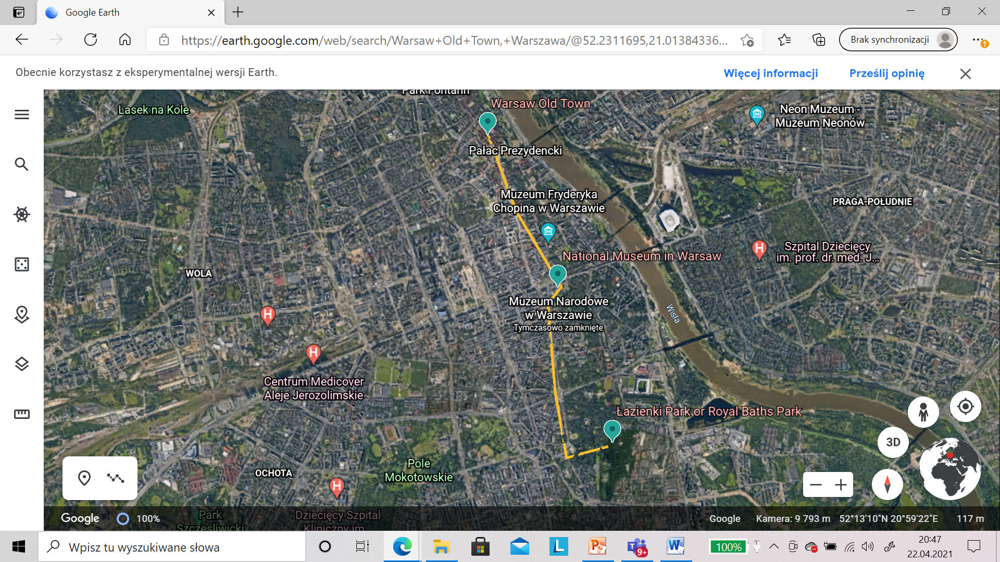 Google Earth
https://earth.google.com/web/search/Warsaw+Old+Town,+Warszawa/@52.2311695,21.01384336...
Brak synchronizacji
Obecnie korzystasz z eksperymentalnej wersji Earth.
Więcej informacji
Prześlij opinię
Park Fontann
Lasek na Kole
Warsaw Old Town
Neon Muzeum -
Muzeum Neonów
Pałac Prezydencki
Muzeum Fryderyka
Chopina w Warszawie
PRAGA-POŁUDNIE
National Museum in Warsaw
Szpital Dziecięcy
im. prof. dr. med. J...
WOLA
Muzeum Narodowe
w Warszawie
Tymczasowo zamknięte
Wisła
H
H
H
H
Centrum Medicover
Aleje Jerozolimskie
Łazienki Park or Royal Baths Park
3D
Pole
Mokotowskie
OCHOTA
Park
Szczęśliwicki
Dziecięcy Szpital
Kliniczny im.
Google
100%
Google
Kamera: 9 793 m
52°13'10"N 20°59'22"E
117 m
Wpisz tu wyszukiwane słowa
L
P
T
9+
W
100%
20:47
22.04.2021